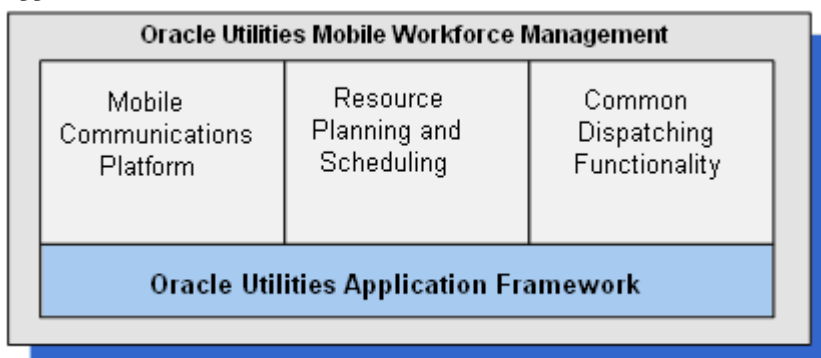 Oracle Utilities Mobile Workforce Management
Mobile
Communications
Platform
Resource
Planning and
Scheduling
Common
Dispatching
Functionality
Oracle Utilities Application Framework